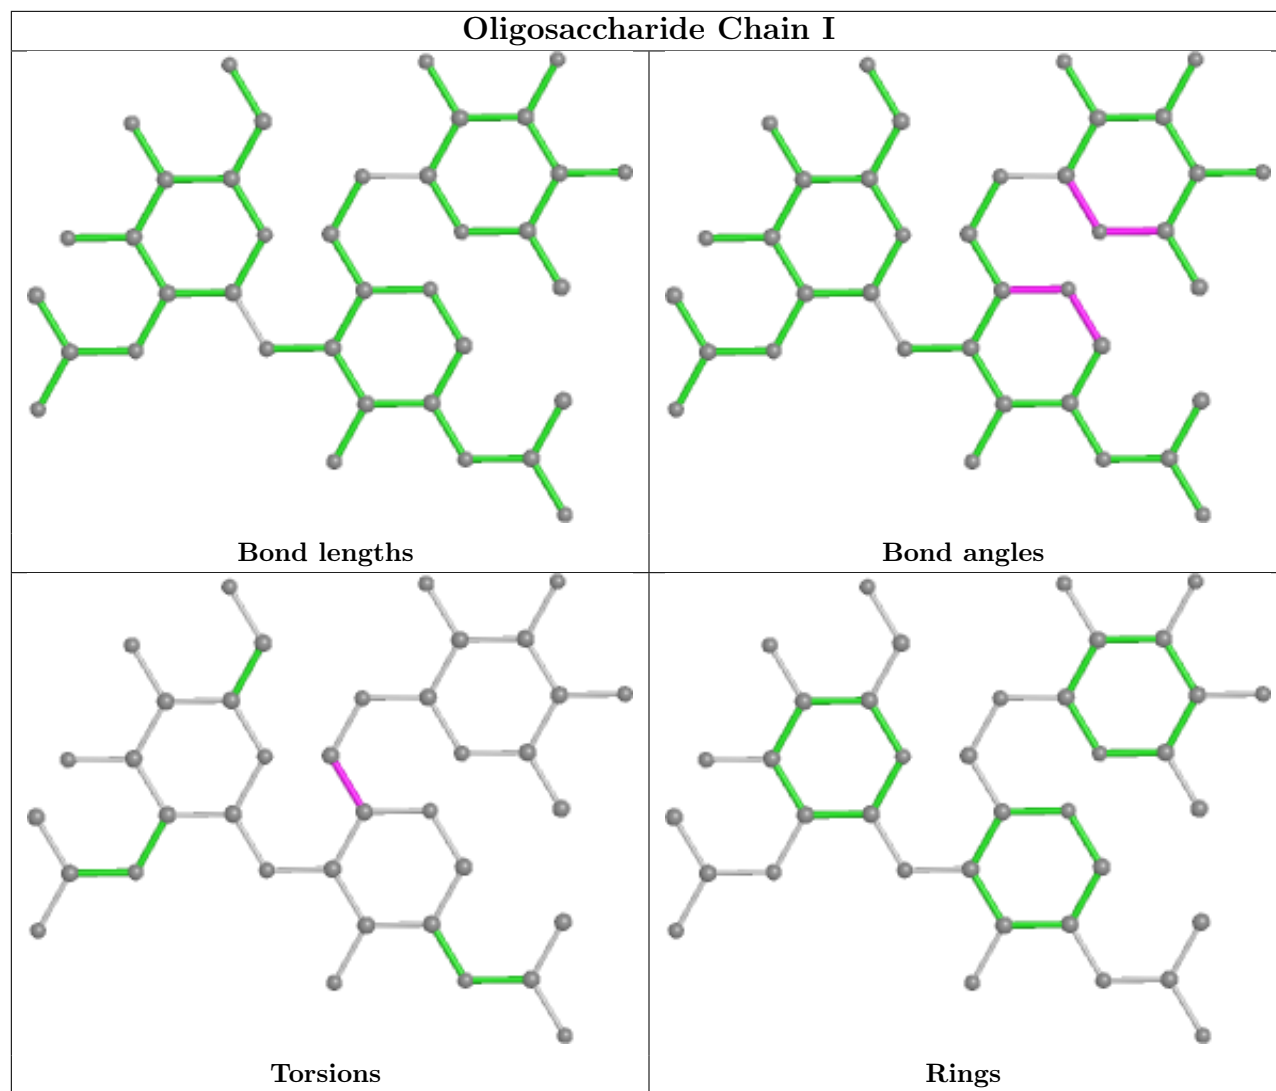 Oligosaccharide Chain I
Bond lengths
Bond angles
Torsions
Rings